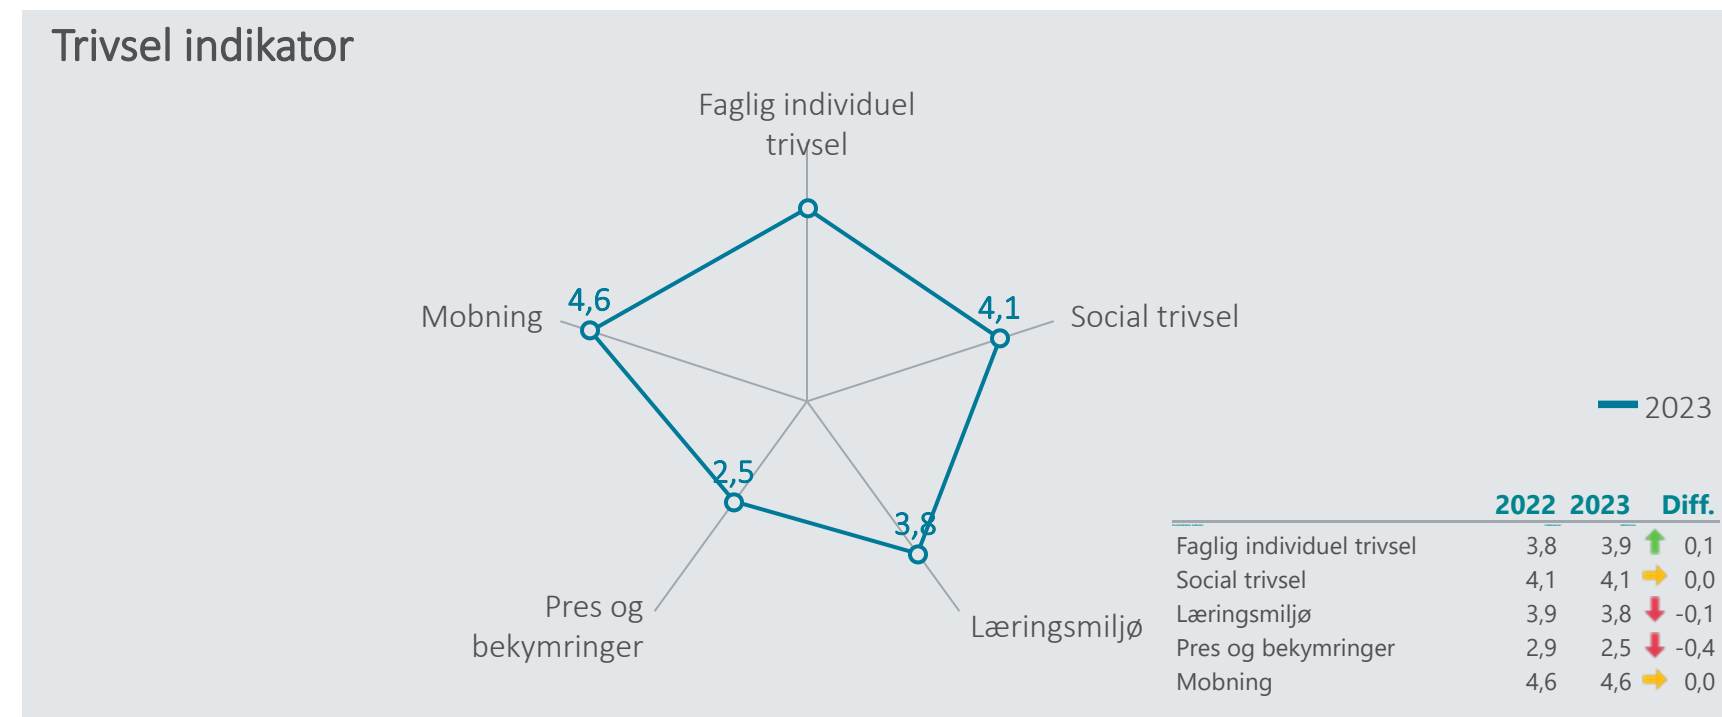 Trivsel indikator
Faglig individuel
trivsel
4,6
4,1
Mobning
Social trivsel
2023
2,5
3,8
Pres og
bekymringer
Læringsmiljø
2022 2023 Diff.
Faglig individuel trivsel 3,8 3,9 0,1
Social trivsel 4,1 4,1 0,0
Læringsmiljø 3,9 3,8 -0,1
Pres og bekymringer 2,9 2,5 -0,4
Mobning 4,6 4,6 0,0